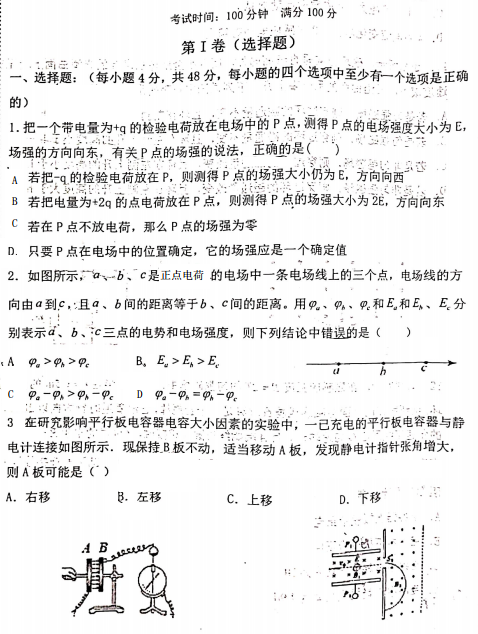 考试时间：100分钟 满分100分
第Ⅰ卷（选择题）
一、选择题：（每小题4分，共48分，每小题的四个选项中至少有一个选项是正确
的）
1.把一个带电量为+q的检验电荷放在电场中的P点，测得P点的电场强度大小为E，
场强的方向向东，有关P点的场强的说法，正确的是( )
A 若把-q的检验电荷放在P，则测得P点的场强大小仍为E，方向向西
B 若把电量为+2q的点电荷放在P点，则测得P点的场强大小为2E，方向向东
C 若在P点不放电荷，那么P点的场强为零
D. 只要P点在电场中的位置确定，它的场强应是一个确定值
2. 如图所示，a、b、c是正点电荷 的电场中一条电场线上的三个点，电场线的方
向由a到c，且a、b间的距离等于b、c间的距离。用φa、φb、φc和Ea和Eb、Ec分
别表示a、b、c三点的电势和电场强度，则下列结论中错误的是（ ）
A φa>φb>φc B、Ea>Eb>Ec
a b c
C φa-φb>φb-φc D φa-φb=φb-φc
3 在研究影响平行板电容器电容大小因素的实验中，一已充电的平行板电容器与静
电计连接如图所示．现保持B板不动，适当移动A板，发现静电计指针张角增大，
则A板可能是（ ）
A．右移 B．左移 C．上移 D．下移
A B
P₁
P₂